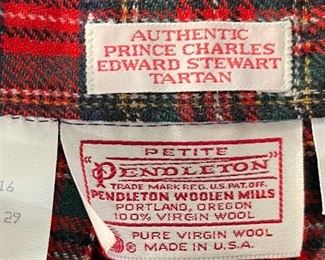 AUTHENTIC
PRINCE CHARLES
EDWARD STEWART
TARTAN
PETITE
"PENDLETON"
TRADE MARK REG. U.S. PAT. OFF.
PENDLETON WOOLEN MILLS
PORTLAND, OREGON
100% VIRGIN WOOL
PURE VIRGIN WOOL
MADE IN U.S.A.
16
29